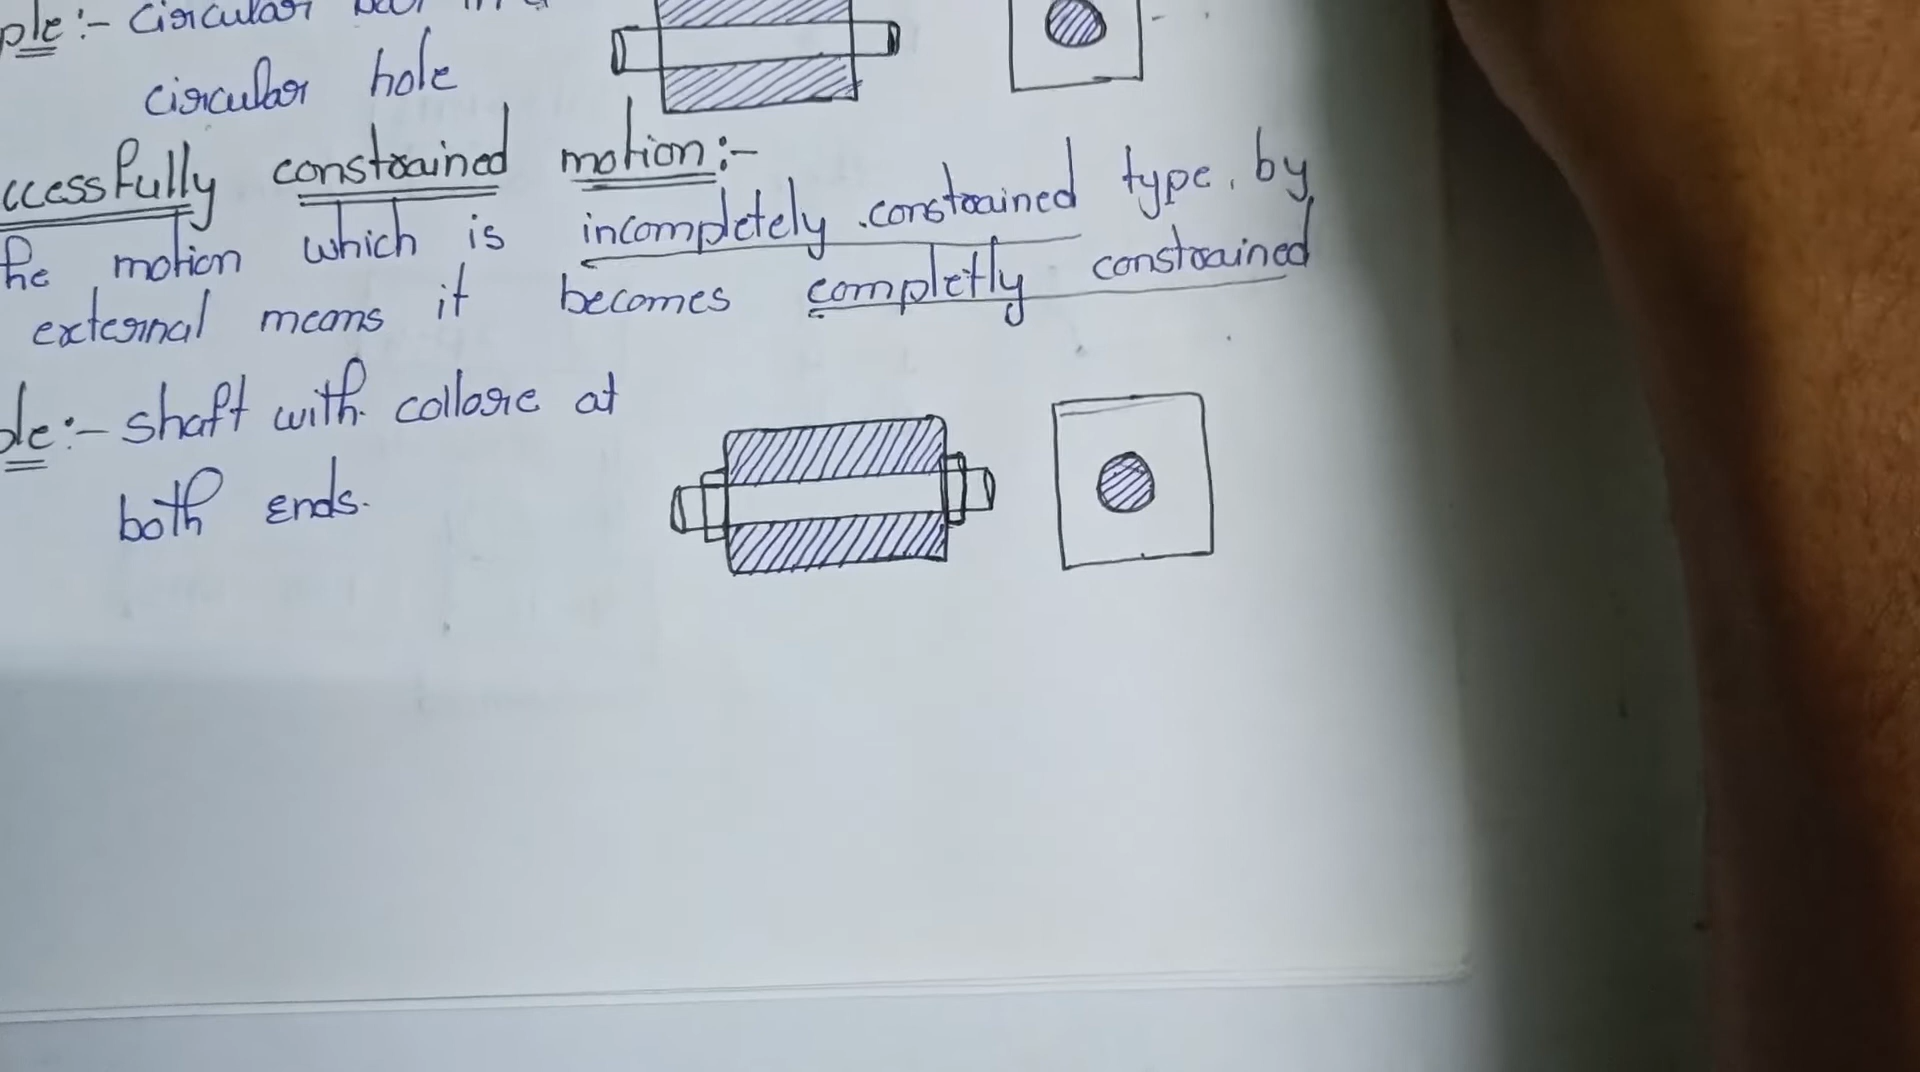 ple :- circular
circular hole
ccessfully constrained motion :-
he motion which is incompletely constrained type, by
external means it becomes completly constrained
ple :- shaft with collare at
both ends.